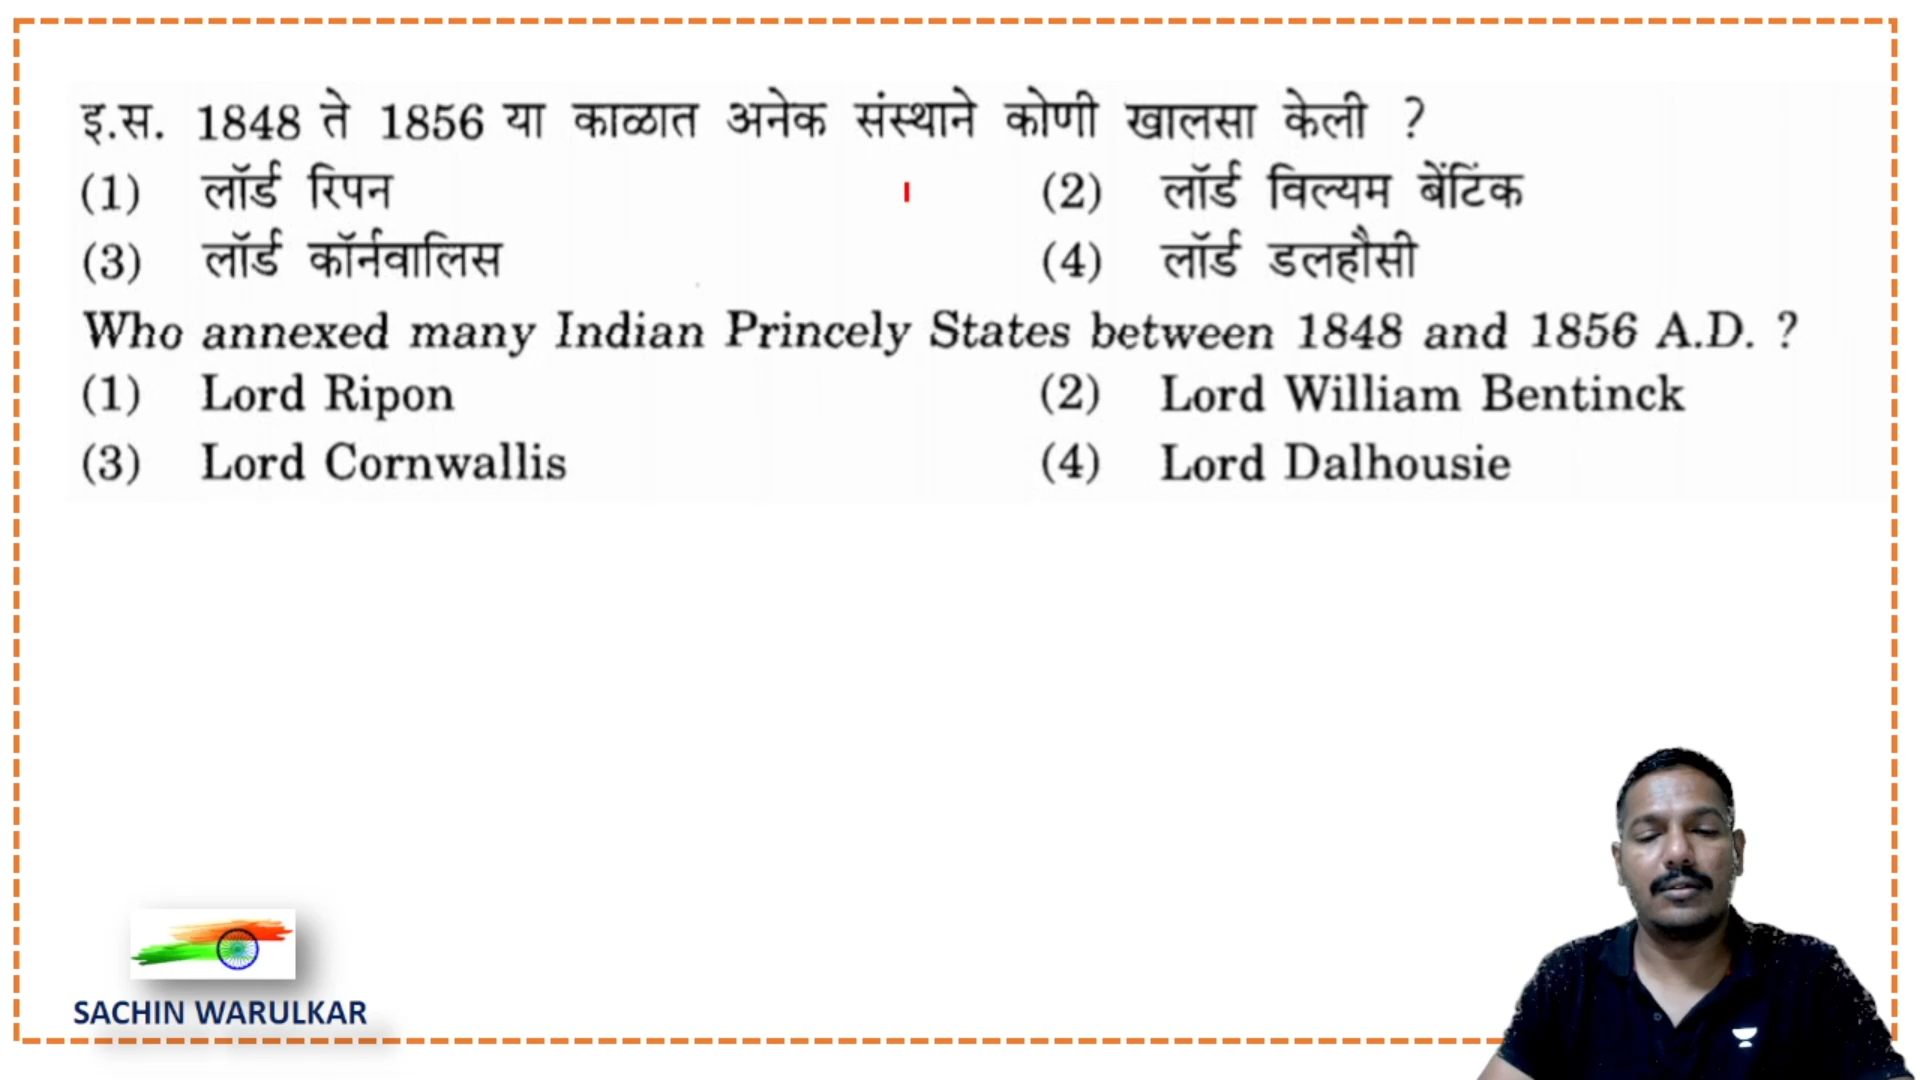 इ.स. 1848 ते 1856 या काळात अनेक संस्थाने कोणी खालसा केली ?
(1) लॉर्ड रिपन (2) लॉर्ड विल्यम बेंटिंक
(3) लॉर्ड कॉर्नवालिस (4) लॉर्ड डलहौसी
Who annexed many Indian Princely States between 1848 and 1856 A.D. ?
(1) Lord Ripon (2) Lord William Bentinck
(3) Lord Cornwallis (4) Lord Dalhousie
SACHIN WARULKAR